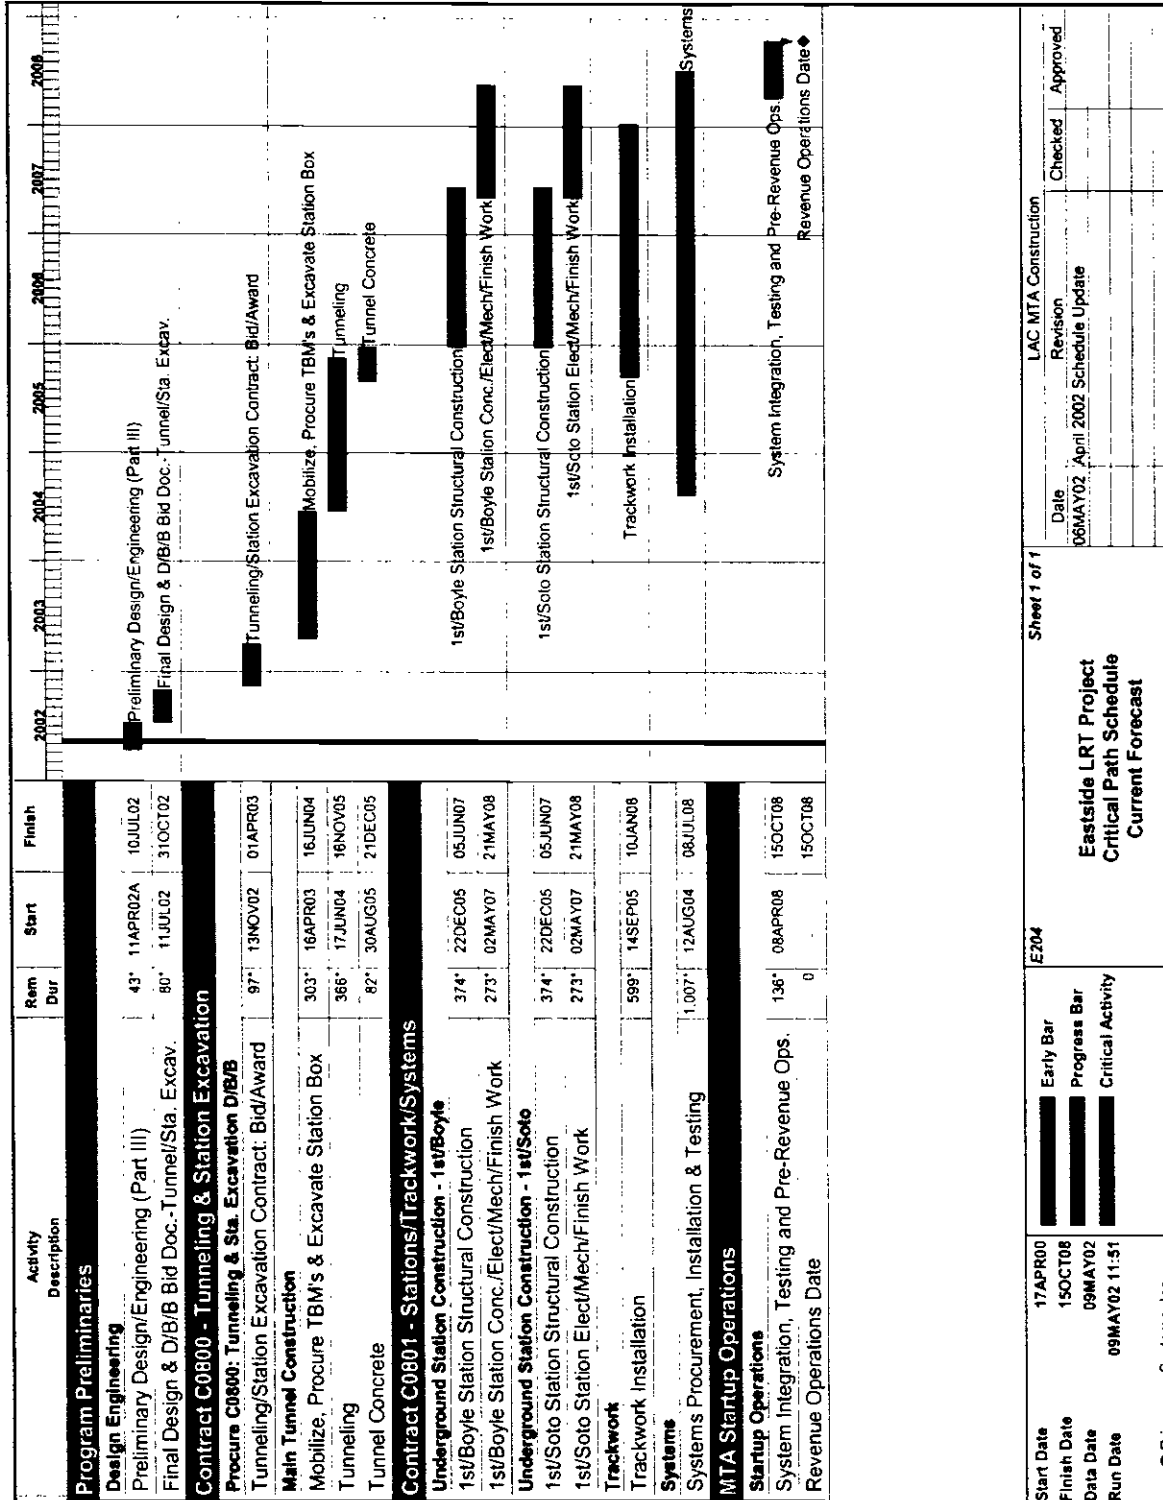 Activity Description Rem Dur Start Finish 2002 2003 2004 2005 2006 2007 2008
Program Preliminaries
Design Engineering
Preliminary Design/Engineering (Part III) 43* 11APR02A 10JUL02 Preliminary Design/Engineering (Part III)
Final Design & D/B/B Bid Doc.-Tunnel/Sta. Excav. 80* 11JUL02 31OCT02 Final Design & D/B/B Bid Doc.-Tunnel/Sta. Excav.
Contract C0800 - Tunneling & Station Excavation
Procure C0800: Tunneling & Sta. Excavation D/B/B
Tunneling/Station Excavation Contract: Bid/Award 97* 13NOV02 01APR03 Tunneling/Station Excavation Contract: Bid/Award
Main Tunnel Construction
Mobilize, Procure TBM's & Excavate Station Box 303* 16APR03 16JUN04 Mobilize, Procure TBM's & Excavate Station Box
Tunneling 366* 17JUN04 16NOV05 Tunneling
Tunnel Concrete 82* 30AUG05 21DEC05 Tunnel Concrete
Contract C0801 - Stations/Trackwork/Systems
Underground Station Construction - 1st/Boyle
1st/Boyle Station Structural Construction 374* 22DEC05 05JUN07 1st/Boyle Station Structural Construction
1st/Boyle Station Conc./Elect/Mech/Finish Work 273* 02MAY07 21MAY08 1st/Boyle Station Conc./Elect/Mech/Finish Work
Underground Station Construction - 1st/Soto
1st/Soto Station Structural Construction 374* 22DEC05 05JUN07 1st/Soto Station Structural Construction
1st/Soto Station Elect/Mech/Finish Work 273* 02MAY07 21MAY08 1st/Soto Station Elect/Mech/Finish Work
Trackwork
Trackwork Installation 599* 14SEP05 10JAN08 Trackwork Installation
Systems
Systems Procurement, Installation & Testing 1,007* 12AUG04 08JUL08 Systems
MTA Startup Operations
Startup Operations
System Integration, Testing and Pre-Revenue Ops. 136* 08APR08 15OCT08 System Integration, Testing and Pre-Revenue Ops.
Revenue Operations Date 0 15OCT08 Revenue Operations Date
Start Date 17APR00
Finish Date 15OCT08
Data Date 09MAY02
Run Date 09MAY02 11:51
Early Bar
Progress Bar
Critical Activity
E204
Sheet 1 of 1
Eastside LRT Project
Critical Path Schedule
Current Forecast
LAC MTA Construction
Date Revision Checked Approved
06MAY02 April 2002 Schedule Update